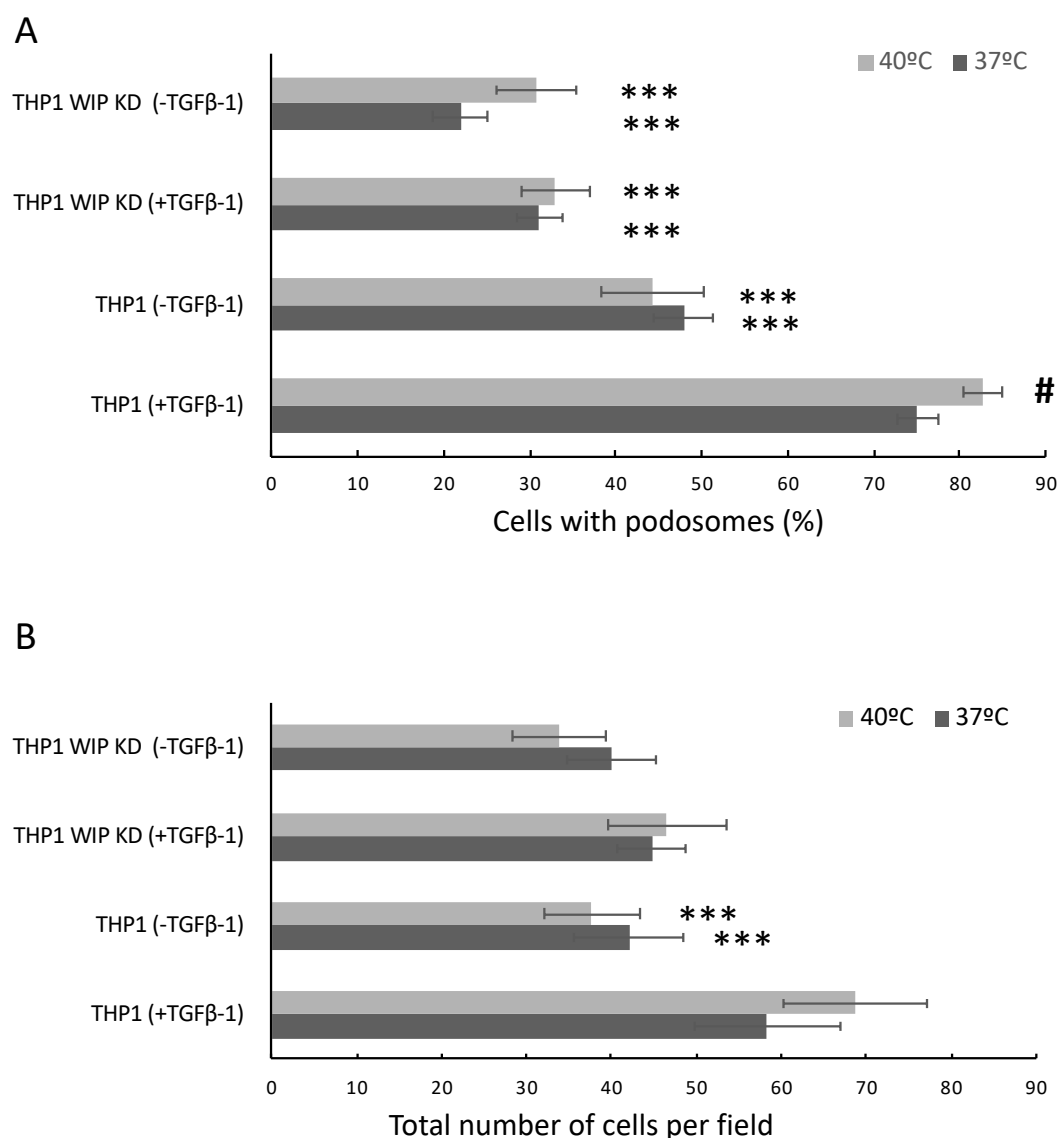 A
40ºC 37ºC
THP1 WIP KD (-TGFβ-1)
***
***
THP1 WIP KD (+TGFβ-1)
***
***
THP1 (-TGFβ-1)
***
***
THP1 (+TGFβ-1)
#
0 10 20 30 40 50 60 70 80 90
Cells with podosomes (%)
B
40ºC 37ºC
THP1 WIP KD (-TGFβ-1)
THP1 WIP KD (+TGFβ-1)
THP1 (-TGFβ-1)
***
***
THP1 (+TGFβ-1)
0 10 20 30 40 50 60 70 80 90
Total number of cells per field